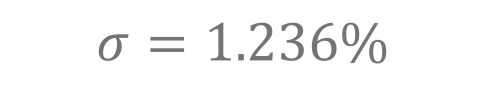 σ = 1.236%